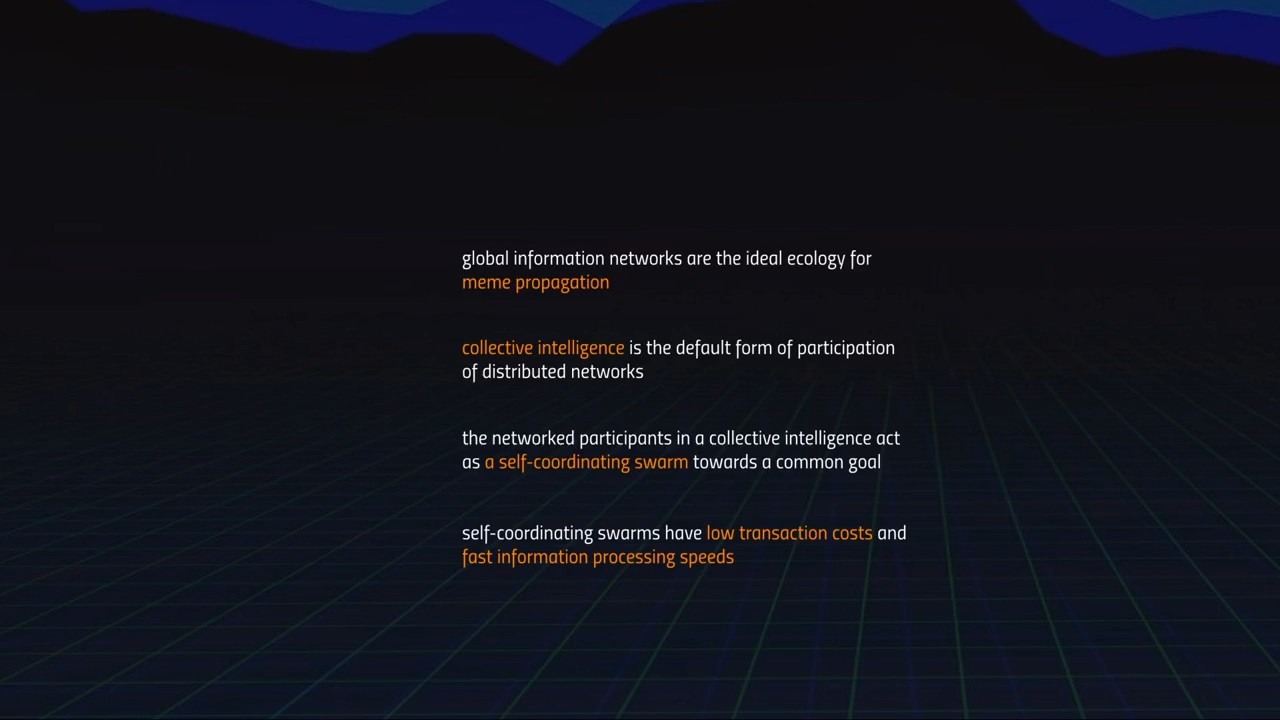 global information networks are the ideal ecology for
meme propagation
collective intelligence is the default form of participation
of distributed networks
the networked participants in a collective intelligence act
as a self-coordinating swarm towards a common goal
self-coordinating swarms have low transaction costs and
fast information processing speeds